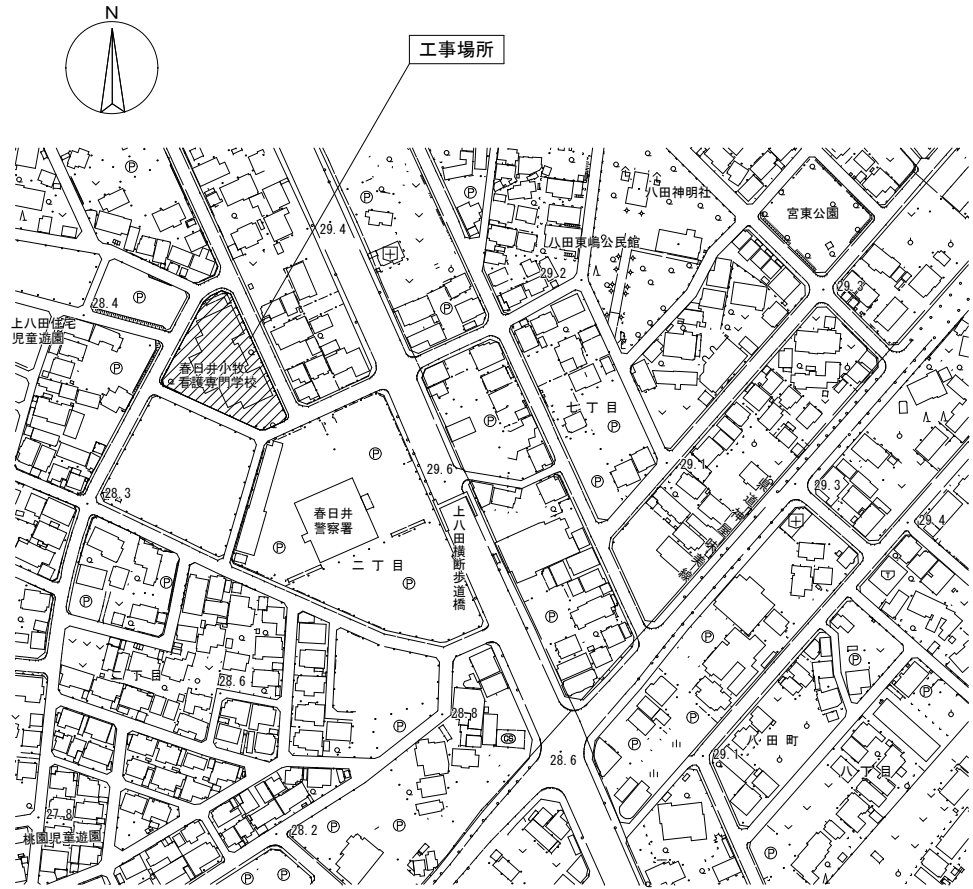 N
工事場所
八田神明社
宮東公園
29.4
八田東嶋公民館
29.2
29.3
28.4
P
上八田住宅
児童遊園
春日井小牧
看護専門学校
七丁目
29.6
29.1
28.3
29.3
29.4
春日井
警察署
二丁目
上八田横断歩道橋
28.6
28.8
GS
28.6
29.1
八田町
八丁目
27.8
桃園児童遊園
28.2